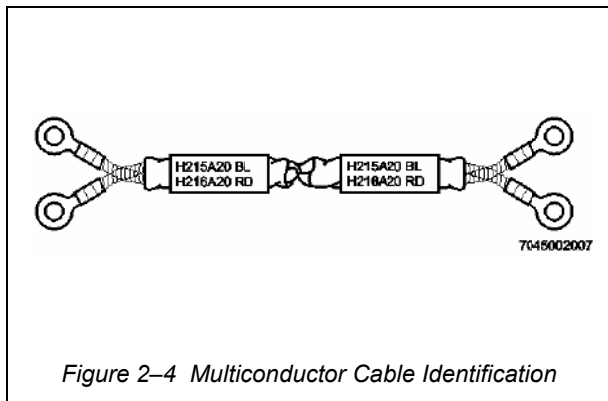 H215A20 BL
H216A20 RD
H215A20 BL
H216A20 RD
7045002007
Figure 2–4 Multiconductor Cable Identification